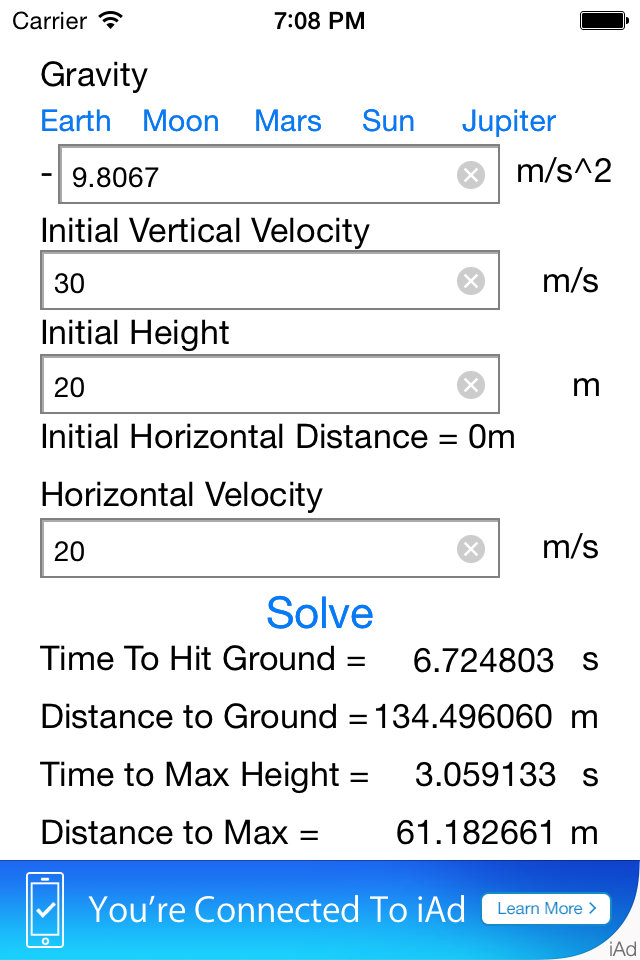 Carrier 7:08 PM
Gravity
Earth Moon Mars Sun Jupiter
- 9.8067 m/s^2
Initial Vertical Velocity
30 m/s
Initial Height
20 m
Initial Horizontal Distance = 0m
Horizontal Velocity
20 m/s
Solve
Time To Hit Ground = 6.724803 s
Distance to Ground = 134.496060 m
Time to Max Height = 3.059133 s
Distance to Max = 61.182661 m
You're Connected To iAd Learn More >
iAd